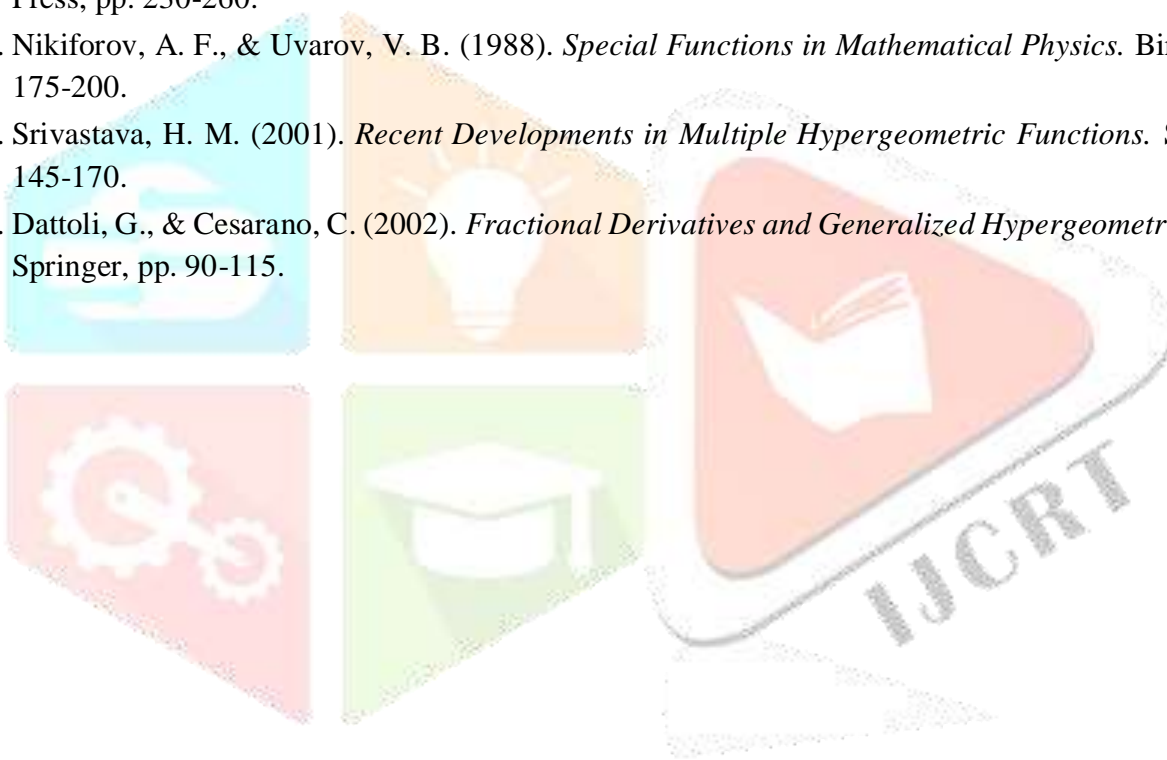 Press, pp. 230-260.
. Nikiforov, A. F., & Uvarov, V. B. (1988). Special Functions in Mathematical Physics.
175-200.
. Srivastava, H. M. (2001). Recent Developments in Multiple Hypergeometric Functions.
145-170.
. Dattoli, G., & Cesarano, C. (2002). Fractional Derivatives and Generalized
Springer, pp. 90-115.
IJCRT